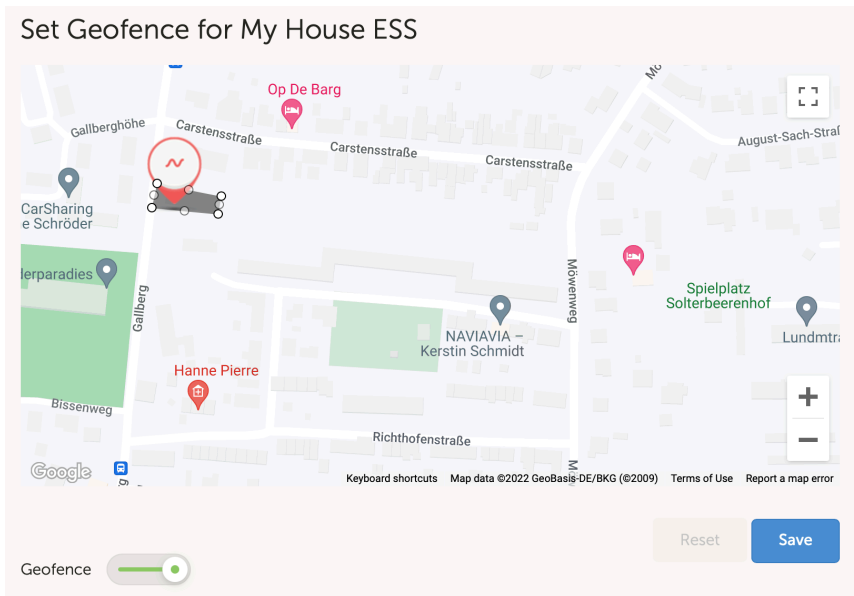 Set Geofence for My House ESS
Op De Barg
Gallberghöhe
Carstensstraße
Carstensstraße
Carstensstraße
August-Sach-Straß
CarSharing
e Schröder
derparadies
Gallberg
Möwenweg
Spielplatz
Solterbeerenhof
NAVIAVIA –
Kerstin Schmidt
Lundmtra
Hanne Pierre
Bissenweg
Richthofenstraße
Google
Keyboard shortcuts
Map data ©2022 GeoBasis-DE/BKG (©2009)
Terms of Use
Report a map error
Reset
Save
Geofence